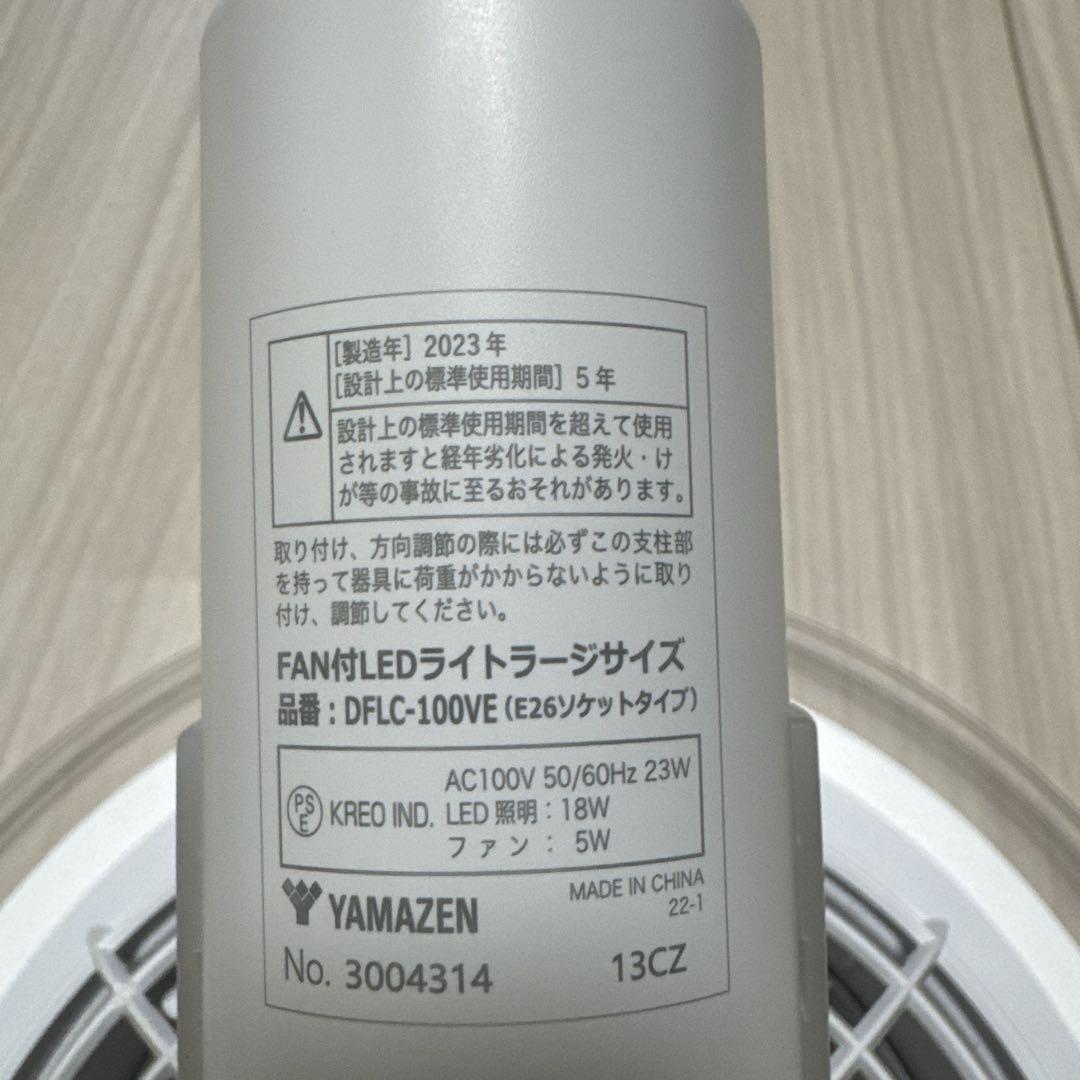 [製造年] 2023年
[設計上の標準使用期間] 5年
設計上の標準使用期間を超えて使用
されますと経年劣化による発火・け
が等の事故に至るおそれがあります。
取り付け、方向調節の際には必ずこの支柱部
を持って器具に荷重がかからないように取り
付け、調節してください。
FAN付LEDライトラージサイズ
品番：DFLC-100VE（E26ソケットタイプ）
AC100V 50/60Hz 23W
PSE KREO IND. LED 照明：18W
ファン： 5W
YAMAZEN
MADE IN CHINA
22-1
No. 3004314
13CZ